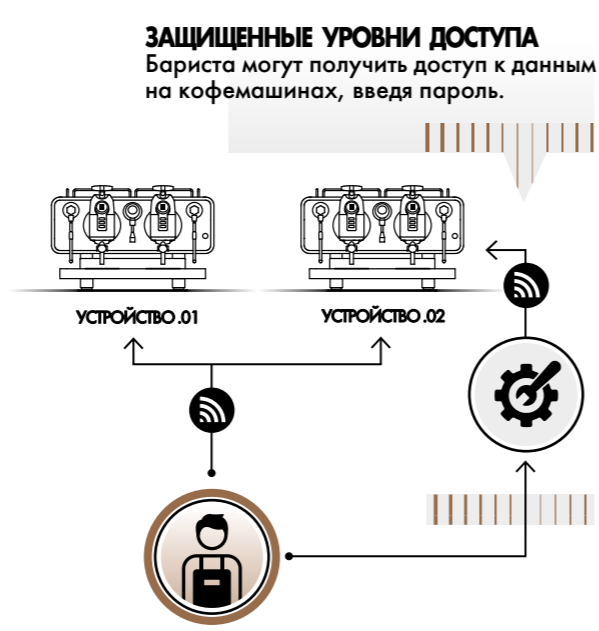 ЗАЩИЩЕННЫЕ УРОВНИ ДОСТУПА
Бариста могут получить доступ к данным
на кофемашинах, введя пароль.
УСТРОЙСТВО.01
УСТРОЙСТВО.02